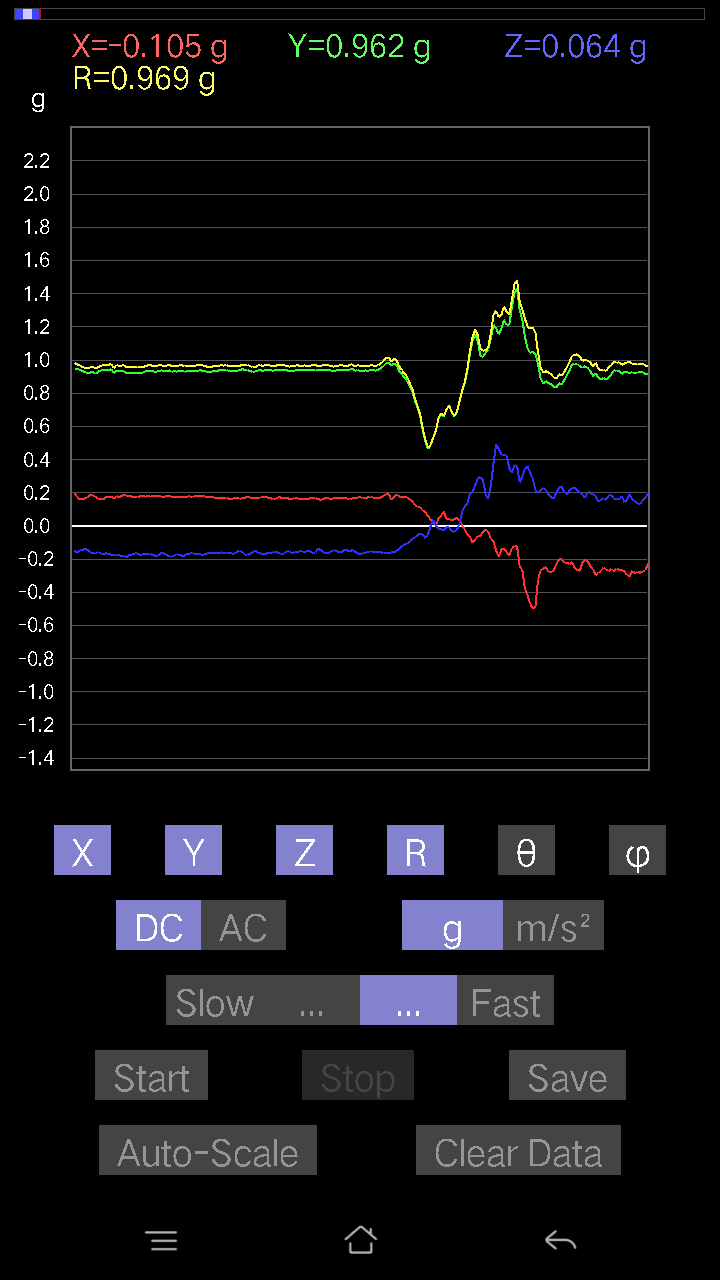 X=-0.105 g Y=0.962 g Z=0.064 g
R=0.969 g
g
2.2
2.0
1.8
1.6
1.4
1.2
1.0
0.8
0.6
0.4
0.2
0.0
-0.2
-0.4
-0.6
-0.8
-1.0
-1.2
-1.4
X Y Z R θ φ
DC AC g m/s²
Slow ... ... Fast
Start Stop Save
Auto-Scale Clear Data